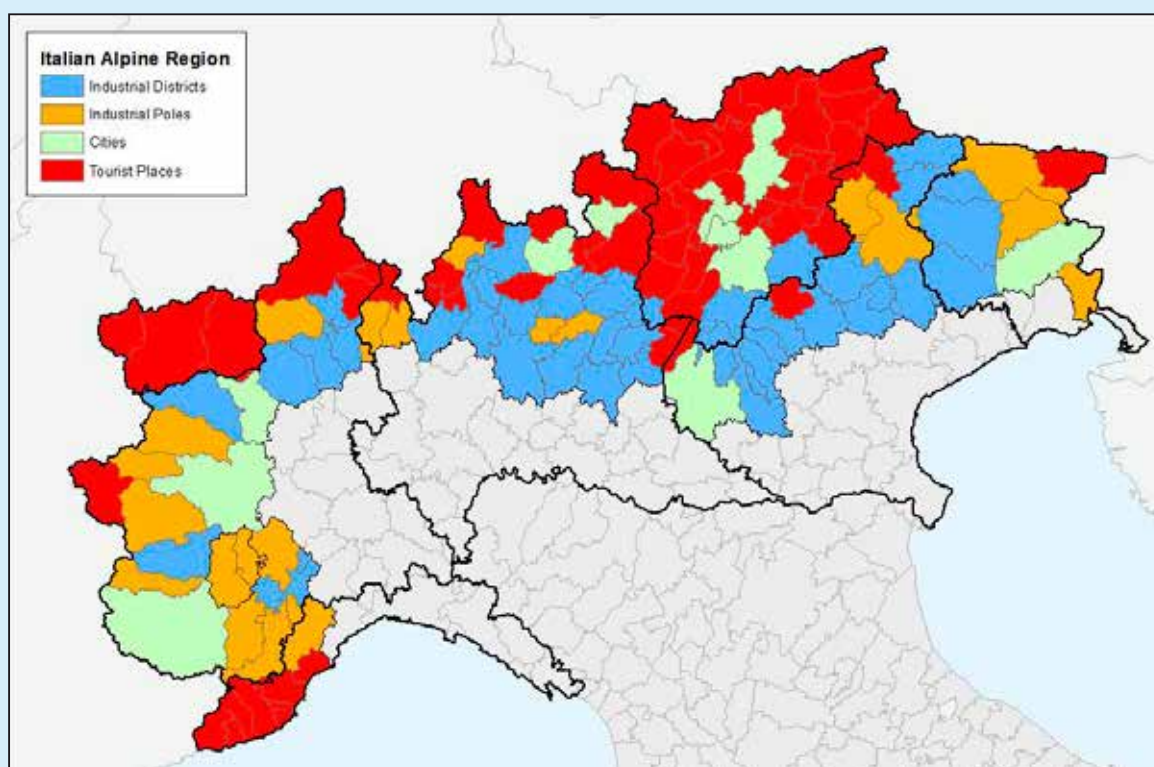 Italian Alpine Region
Industrial Districts
Industrial Poles
Cities
Tourist Places